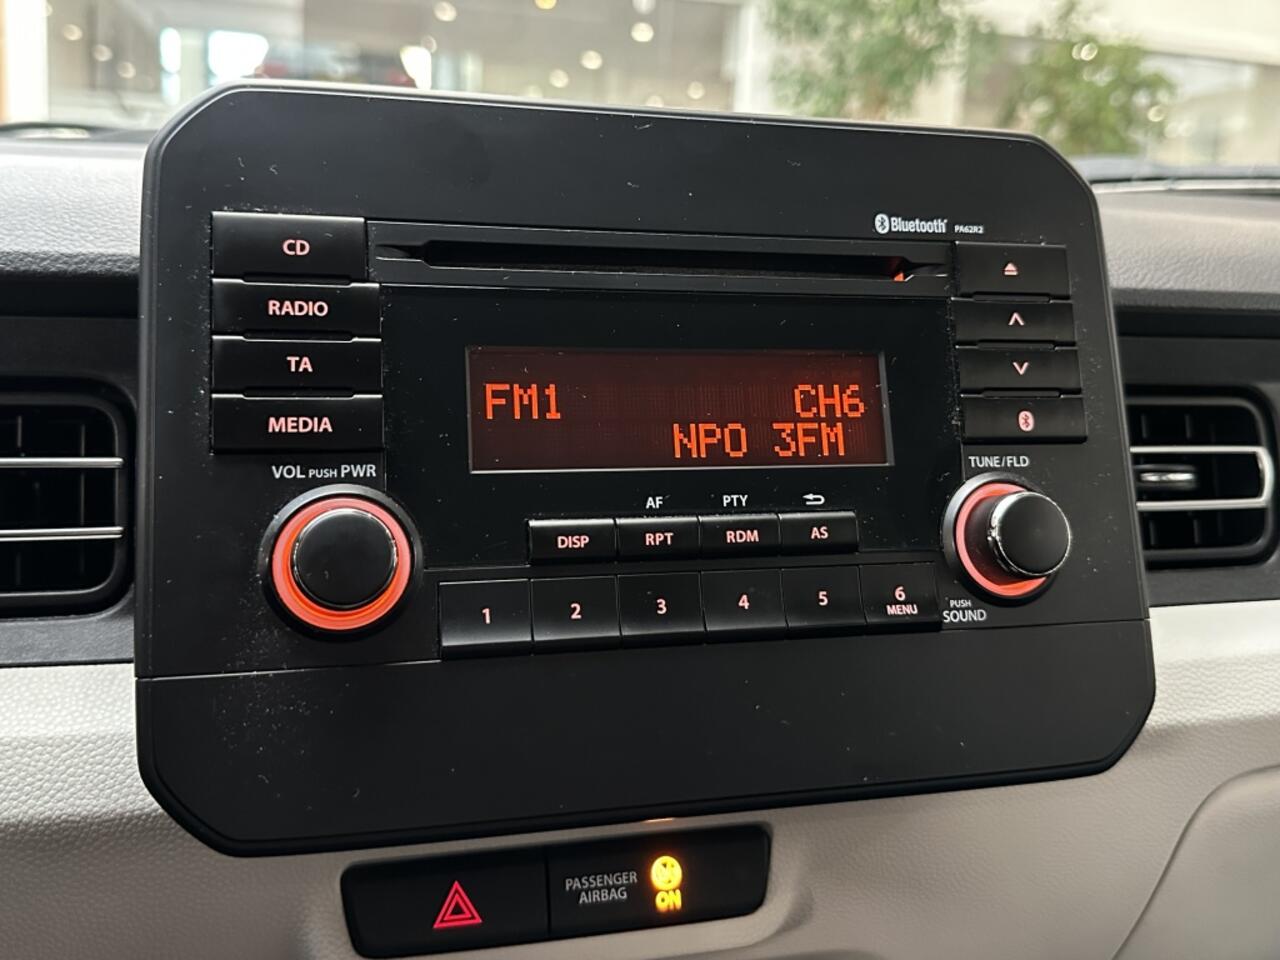 Bluetooth PA62R2
CD
RADIO
TA
MEDIA
VOL PUSH PWR
FM1 CH6
NPO 3FM
TUNE/FLD
AF PTY
DISP RPT RDM AS
1 2 3 4 5 6
MENU
PUSH
SOUND
PASSENGER
AIRBAG
ON